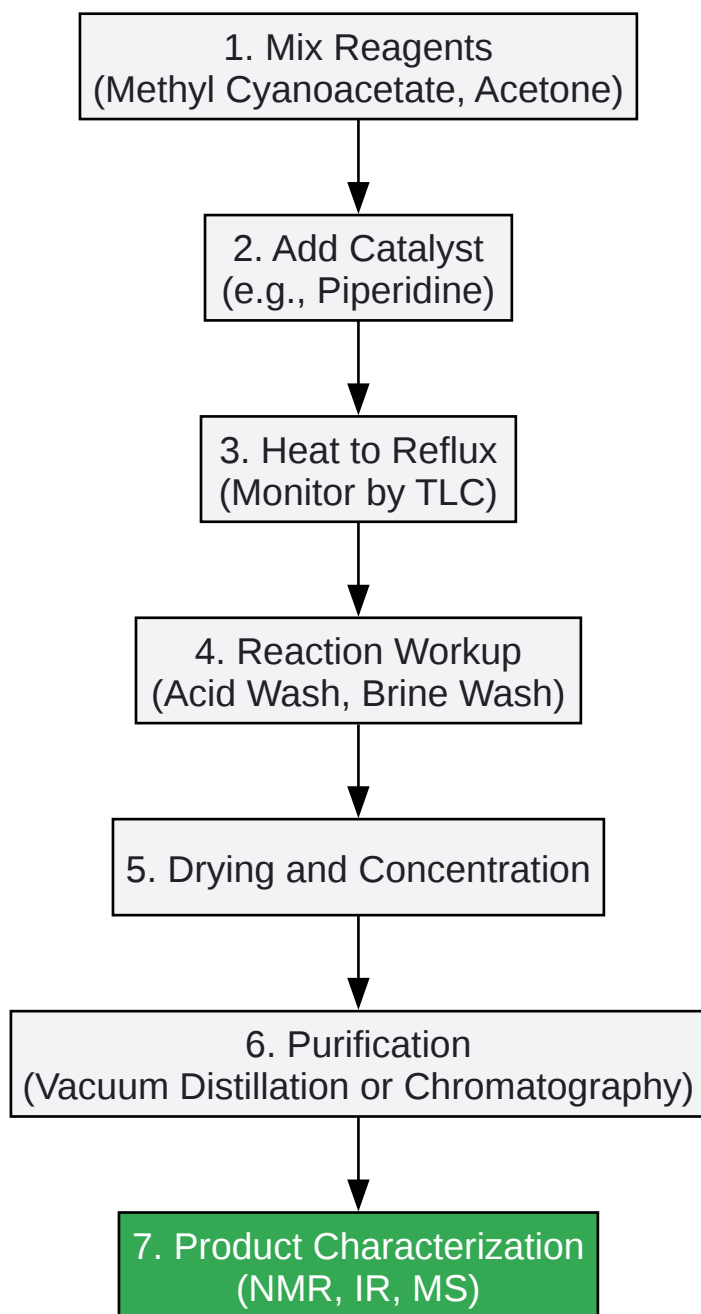 1. Mix Reagents
(Methyl Cyanoacetate, Acetone)
2. Add Catalyst
(e.g., Piperidine)
3. Heat to Reflux
(Monitor by TLC)
4. Reaction Workup
(Acid Wash, Brine Wash)
5. Drying and Concentration
6. Purification
(Vacuum Distillation or Chromatography)
7. Product Characterization
(NMR, IR, MS)